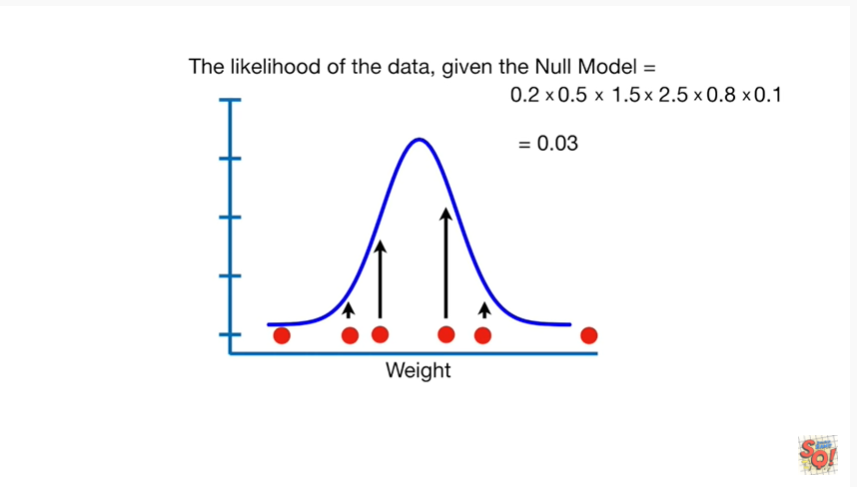 The likelihood of the data, given the Null Model =
0.2 x 0.5 x 1.5 x 2.5 x 0.8 x 0.1
= 0.03
Weight
SQ!